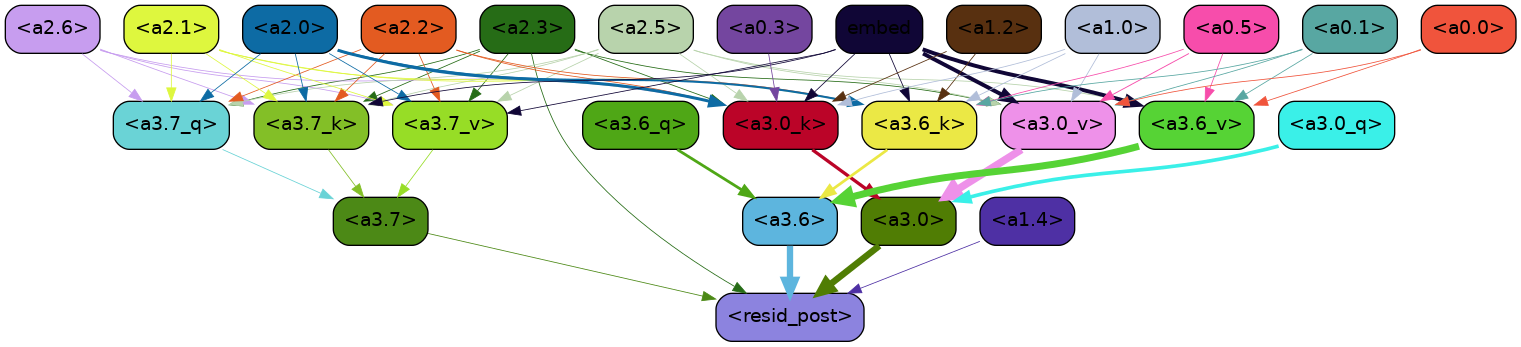 <a2.6> <a2.1> <a2.0> <a2.2> <a2.3> <a2.5> <a0.3> embed <a1.2> <a1.0> <a0.5> <a0.1> <a0.0>
<a3.7_q> <a3.7_k> <a3.7_v> <a3.6_q> <a3.0_k> <a3.6_k> <a3.0_v> <a3.6_v> <a3.0_q>
<a3.7> <a3.6> <a3.0> <a1.4>
<resid_post>